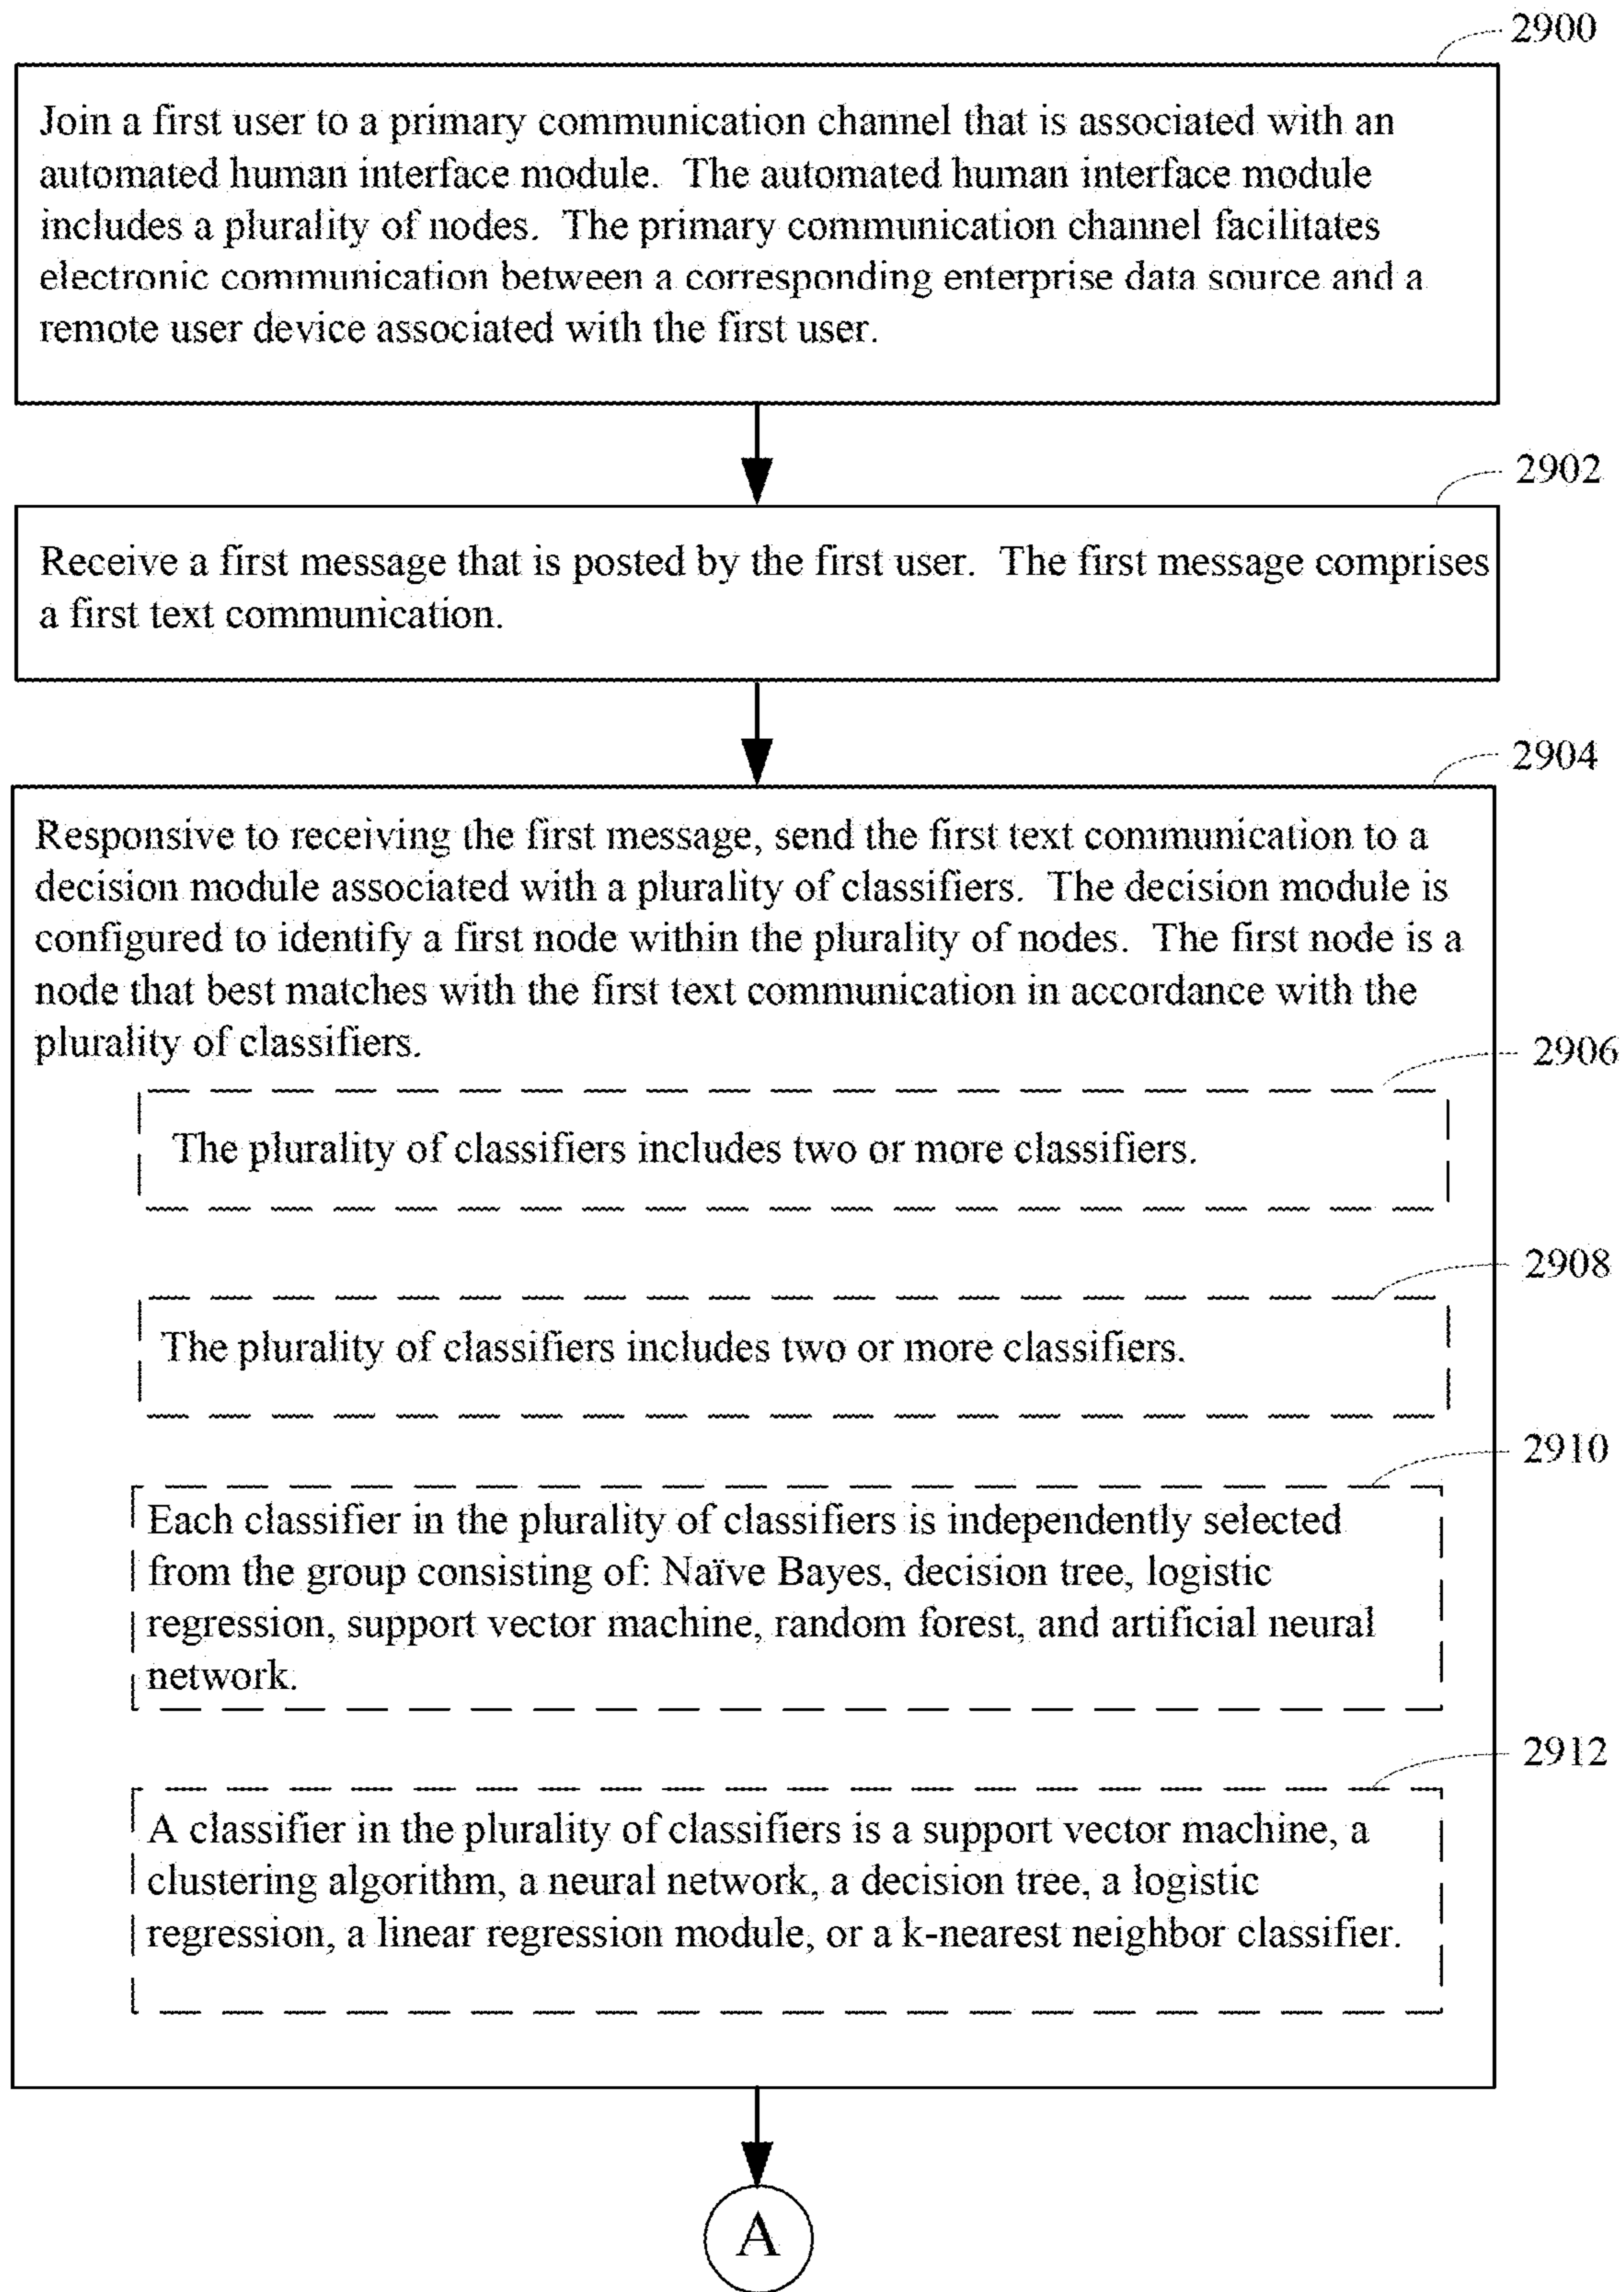 2900
Join a first user to a primary communication channel that is associated with an
automated human interface module.  The automated human interface module
includes a plurality of nodes.  The primary communication channel facilitates
electronic communication between a corresponding enterprise data source and a
remote user device associated with the first user.
2902
Receive a first message that is posted by the first user.  The first message comprises
a first text communication.
2904
Responsive to receiving the first message, send the first text communication to a
decision module associated with a plurality of classifiers.  The decision module is
configured to identify a first node within the plurality of nodes.  The first node is a
node that best matches with the first text communication in accordance with the
plurality of classifiers.
2906
The plurality of classifiers includes two or more classifiers.
2908
The plurality of classifiers includes two or more classifiers.
2910
Each classifier in the plurality of classifiers is independently selected
from the group consisting of: Naïve Bayes, decision tree, logistic
regression, support vector machine, random forest, and artificial neural
network.
2912
A classifier in the plurality of classifiers is a support vector machine, a
clustering algorithm, a neural network, a decision tree, a logistic
regression, a linear regression module, or a k-nearest neighbor classifier.
A